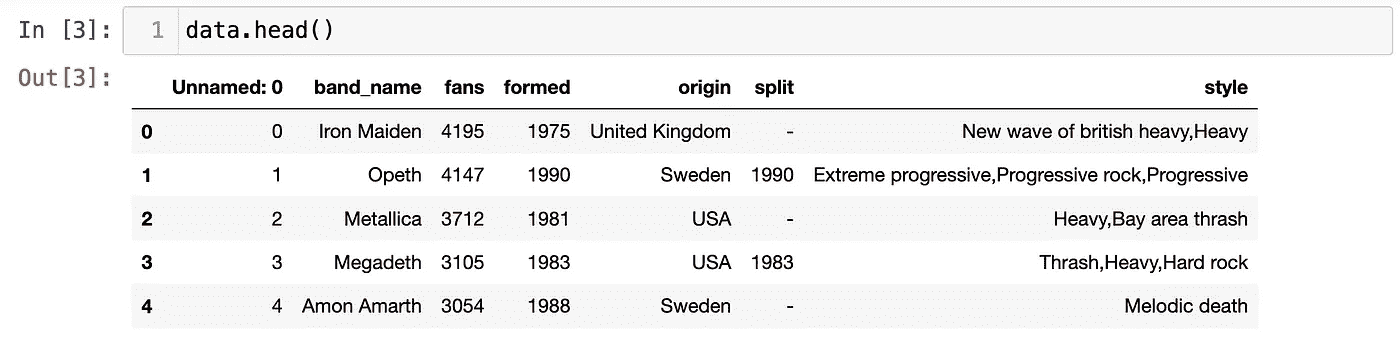 In [3]: 1 data.head()
Out[3]:
Unnamed: 0 band_name fans formed origin split style
0 0 Iron Maiden 4195 1975 United Kingdom - New wave of british heavy,Heavy
1 1 Opeth 4147 1990 Sweden 1990 Extreme progressive,Progressive rock,Progressive
2 2 Metallica 3712 1981 USA - Heavy,Bay area thrash
3 3 Megadeth 3105 1983 USA 1983 Thrash,Heavy,Hard rock
4 4 Amon Amarth 3054 1988 Sweden - Melodic death